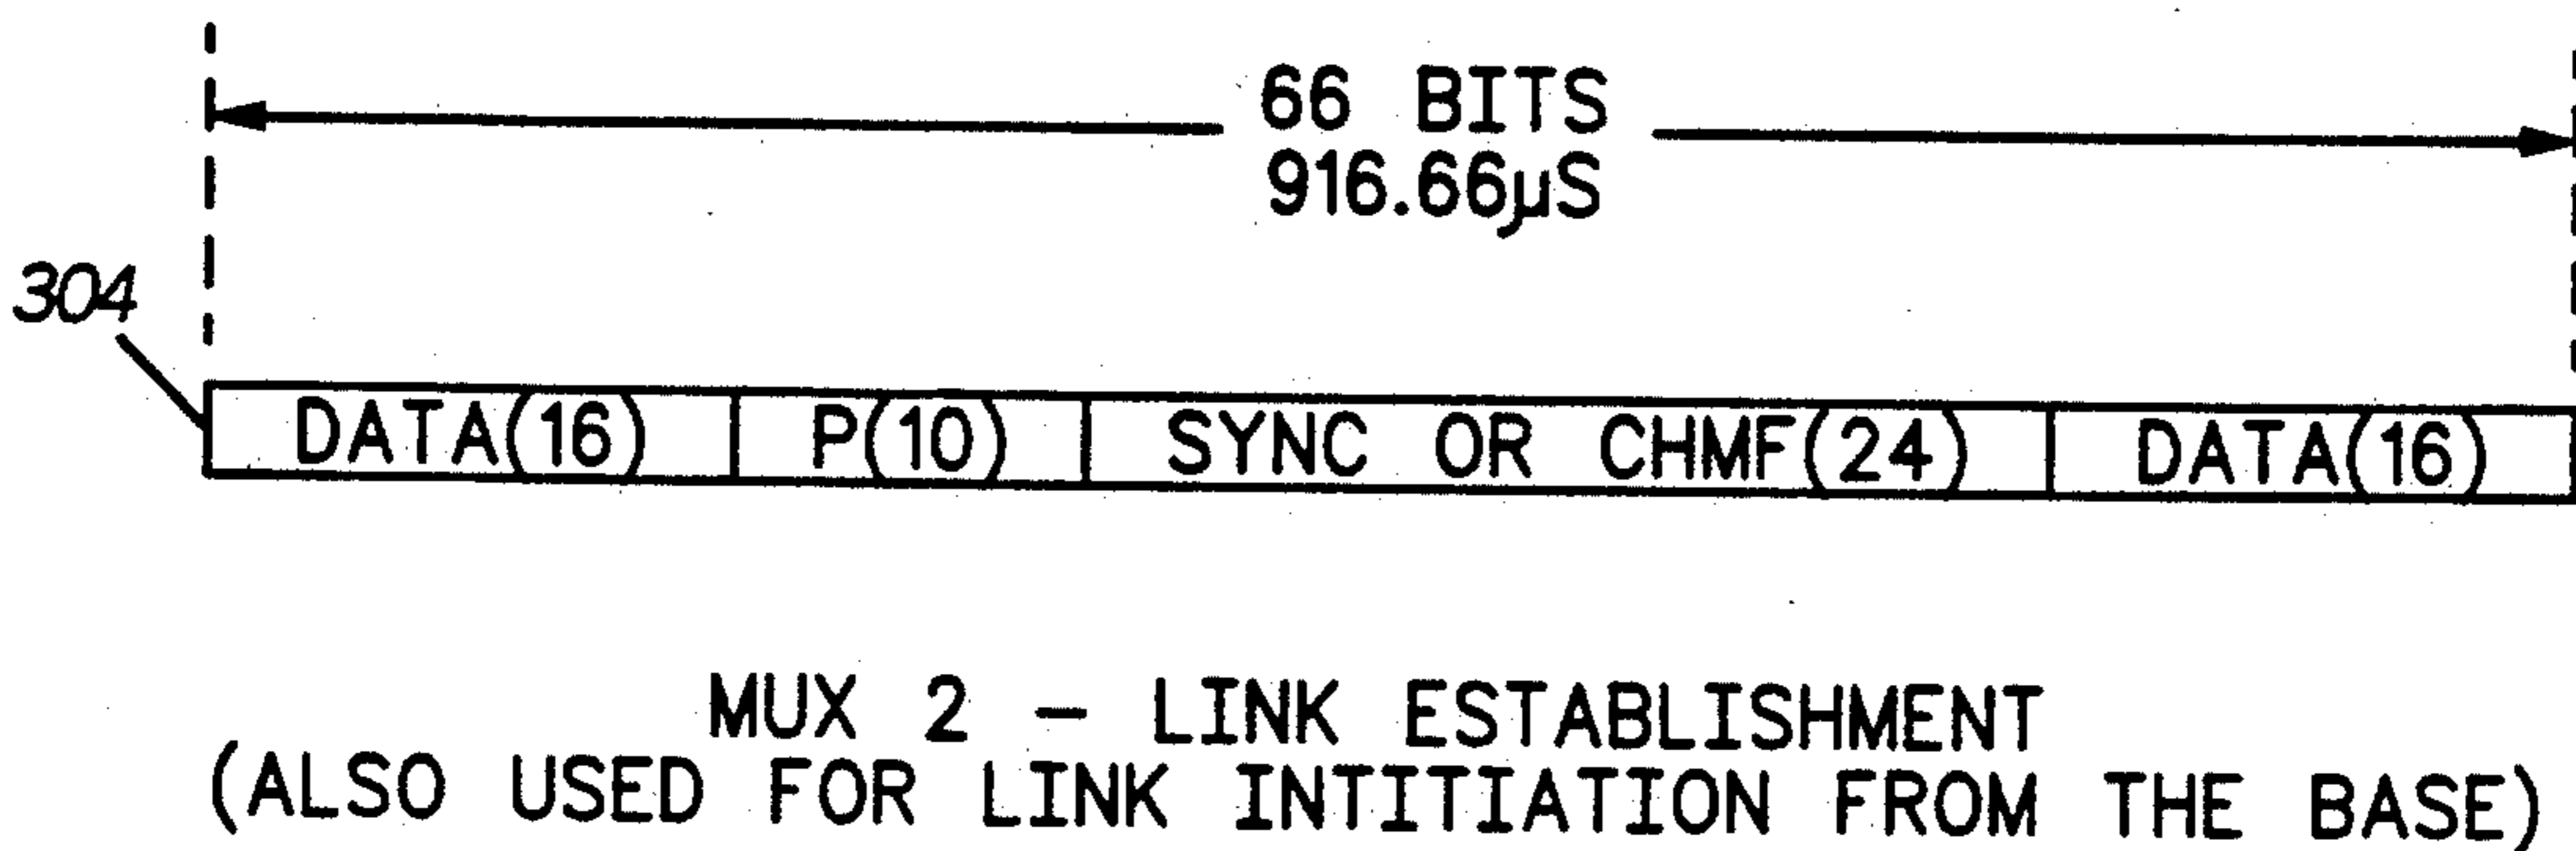 66 BITS
916.66µS
304
DATA(16) P(10) SYNC OR CHMF(24) DATA(16)
MUX 2 – LINK ESTABLISHMENT
(ALSO USED FOR LINK INTITIATION FROM THE BASE)